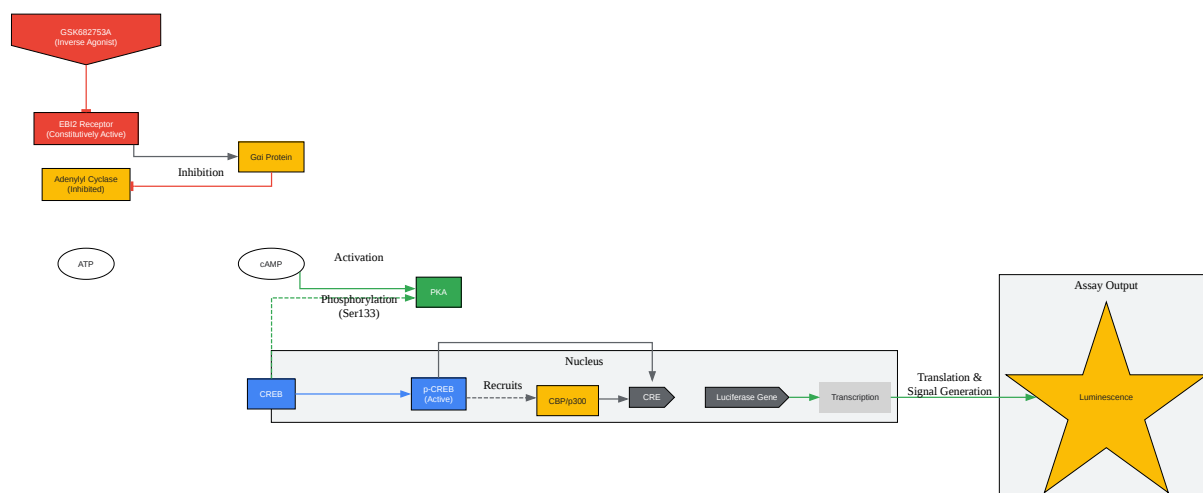 GSK682753A
(Inverse Agonist)
EBI2 Receptor
(Constitutively Active)
Gαi Protein
Inhibition
Adenylyl Cyclase
(Inhibited)
ATP
cAMP
Activation
PKA
Phosphorylation
(Ser133)
Nucleus
CREB
p-CREB
(Active)
Recruits
CBP/p300
CRE
Luciferase Gene
Transcription
Translation &
Signal Generation
Assay Output
Luminescence